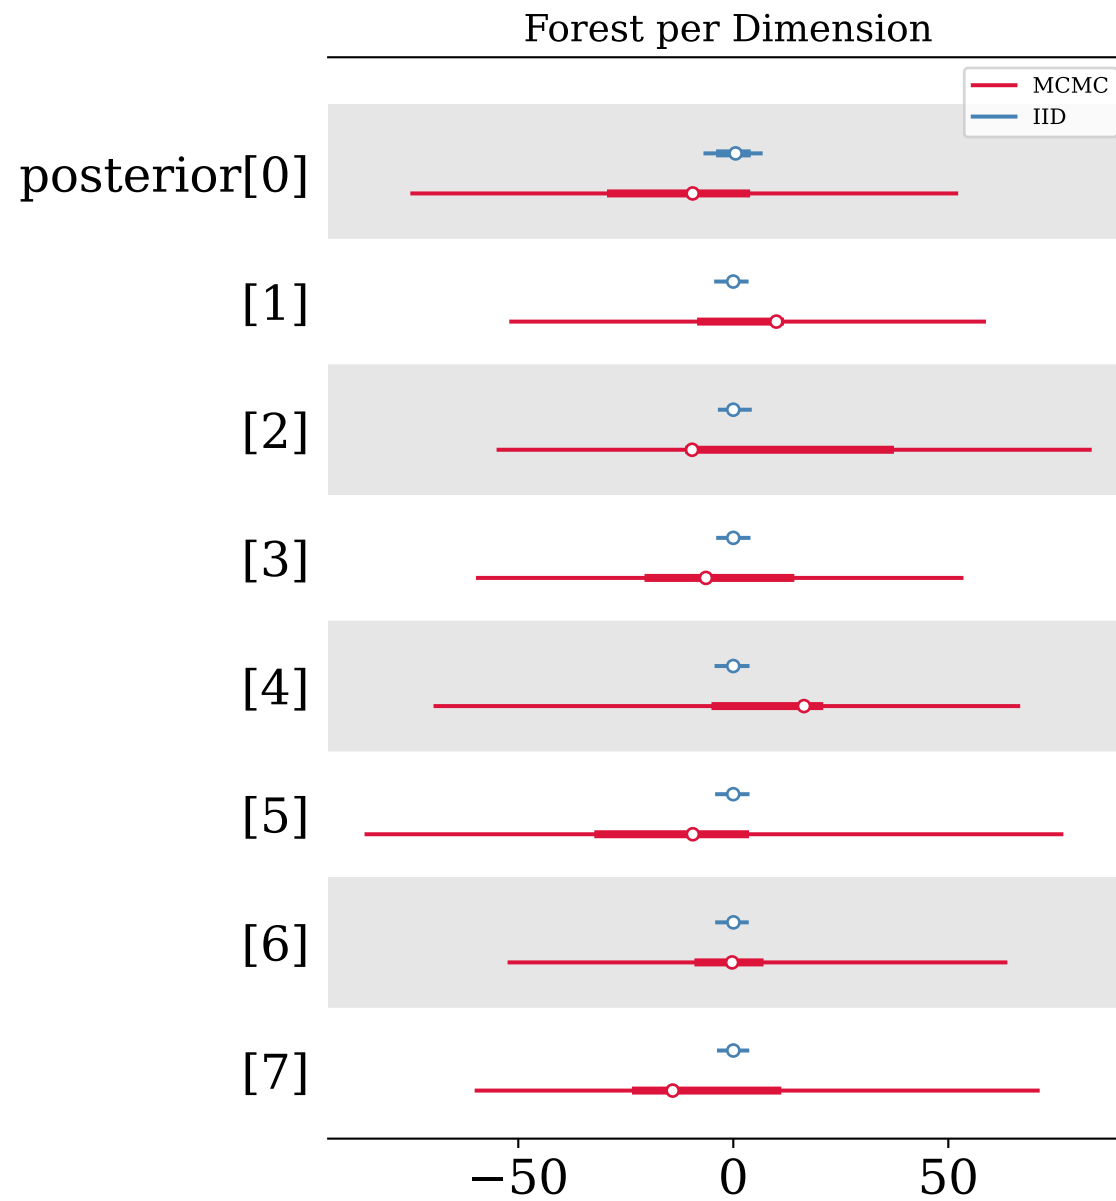 Forest per Dimension
MCMC
IID
posterior[0]
[1]
[2]
[3]
[4]
[5]
[6]
[7]
−50 0 50